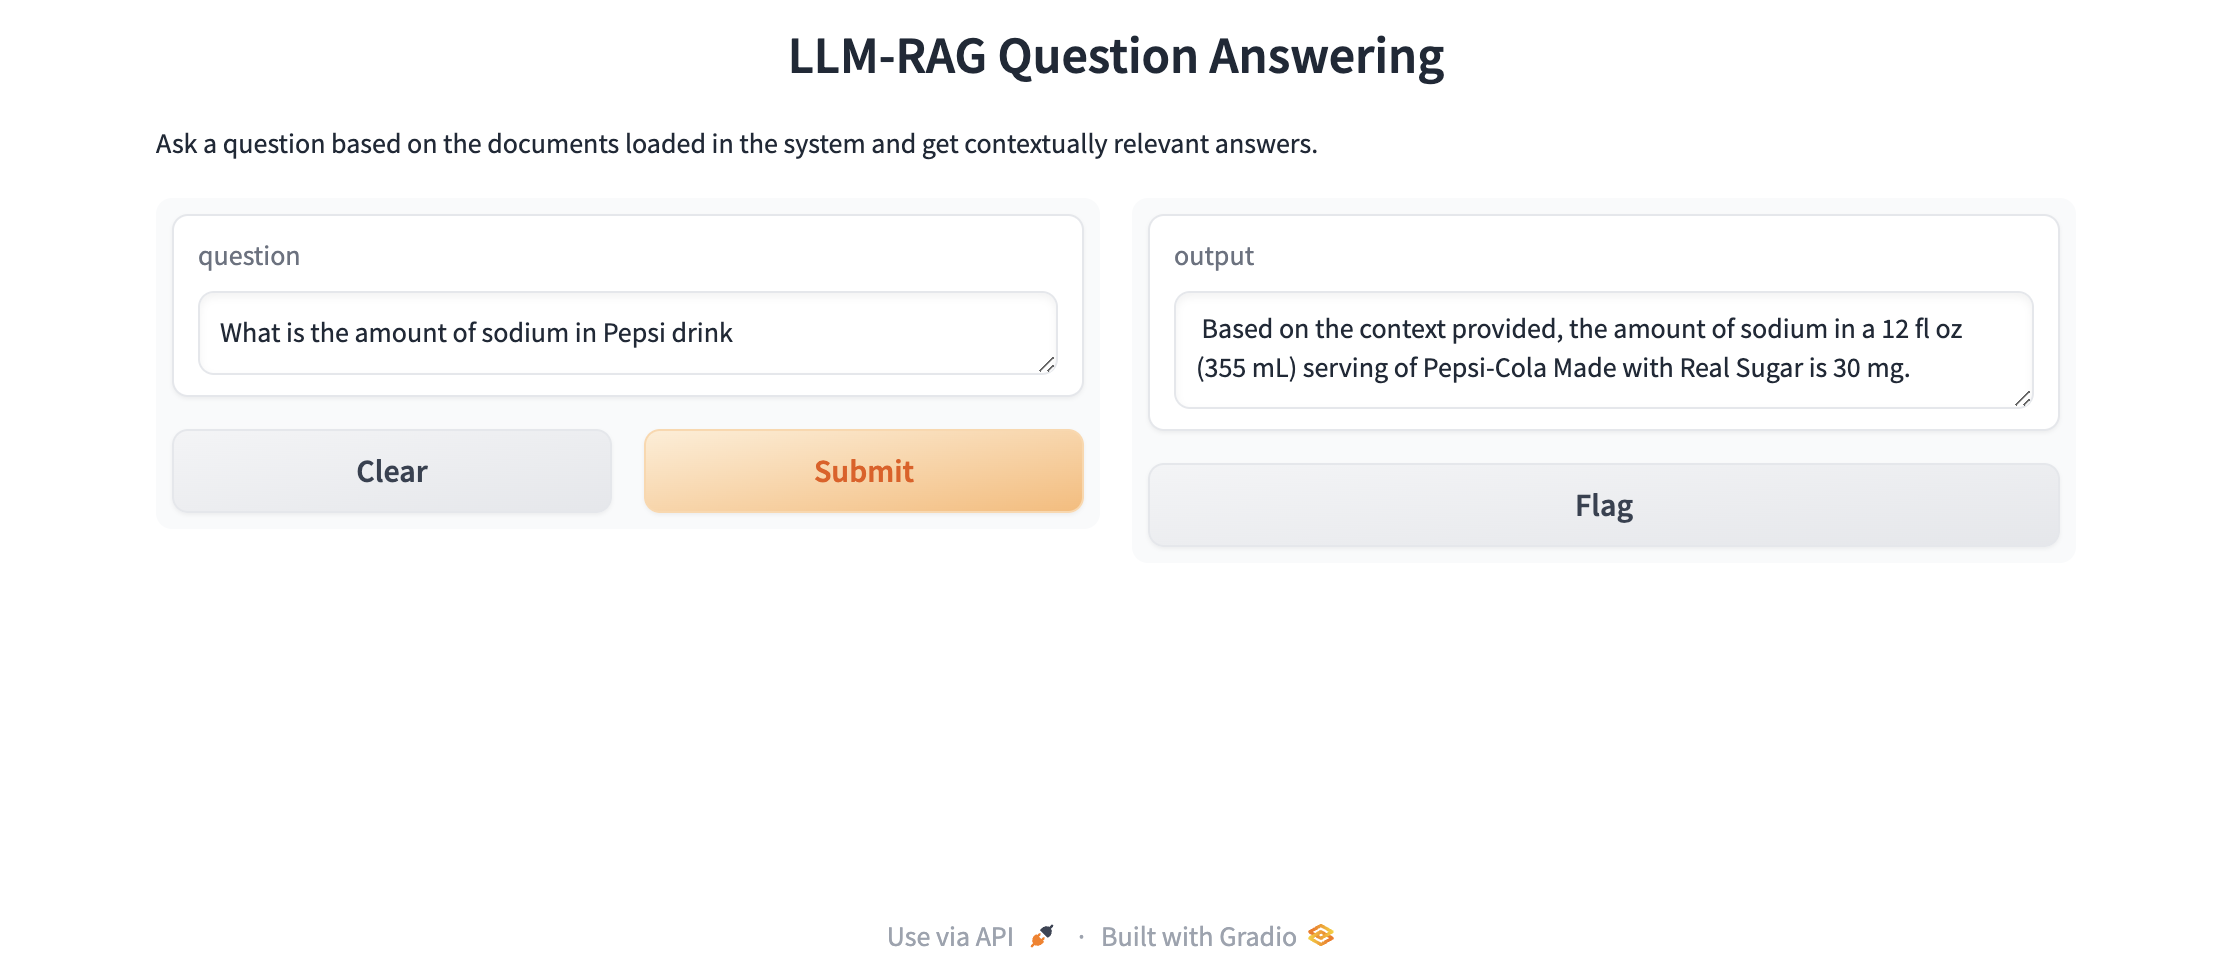 LLM-RAG Question Answering
Ask a question based on the documents loaded in the system and get contextually relevant answers.
question
What is the amount of sodium in Pepsi drink
Clear
Submit
output
Based on the context provided, the amount of sodium in a 12 fl oz
(355 mL) serving of Pepsi-Cola Made with Real Sugar is 30 mg.
Flag
Use via API · Built with Gradio